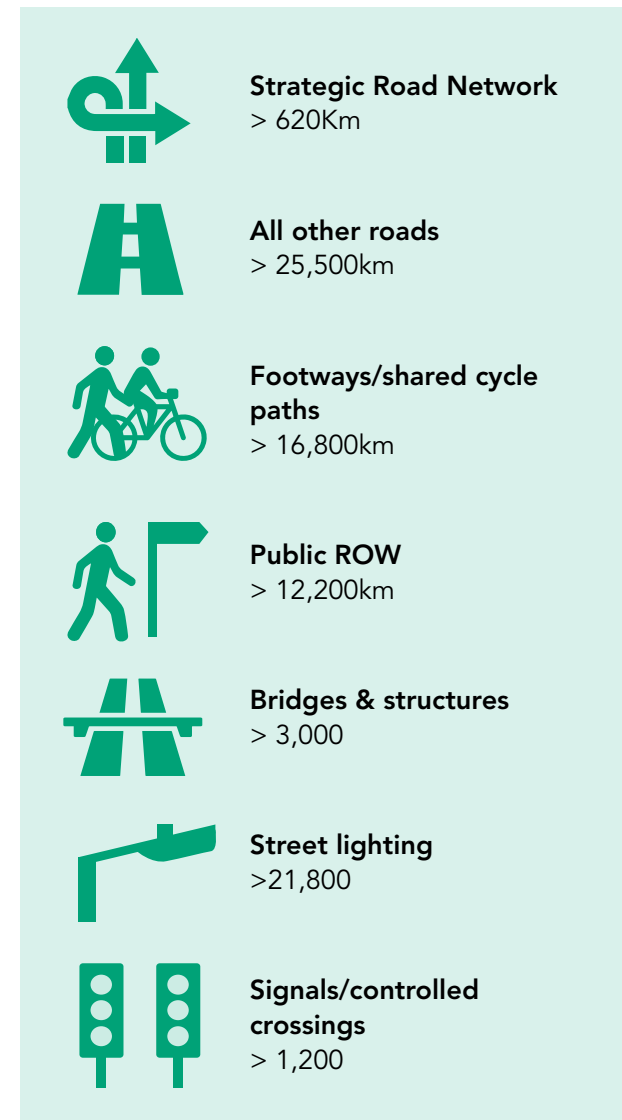 Strategic Road Network
> 620Km
All other roads
> 25,500km
Footways/shared cycle
paths
> 16,800km
Public ROW
> 12,200km
Bridges & structures
> 3,000
Street lighting
>21,800
Signals/controlled
crossings
> 1,200